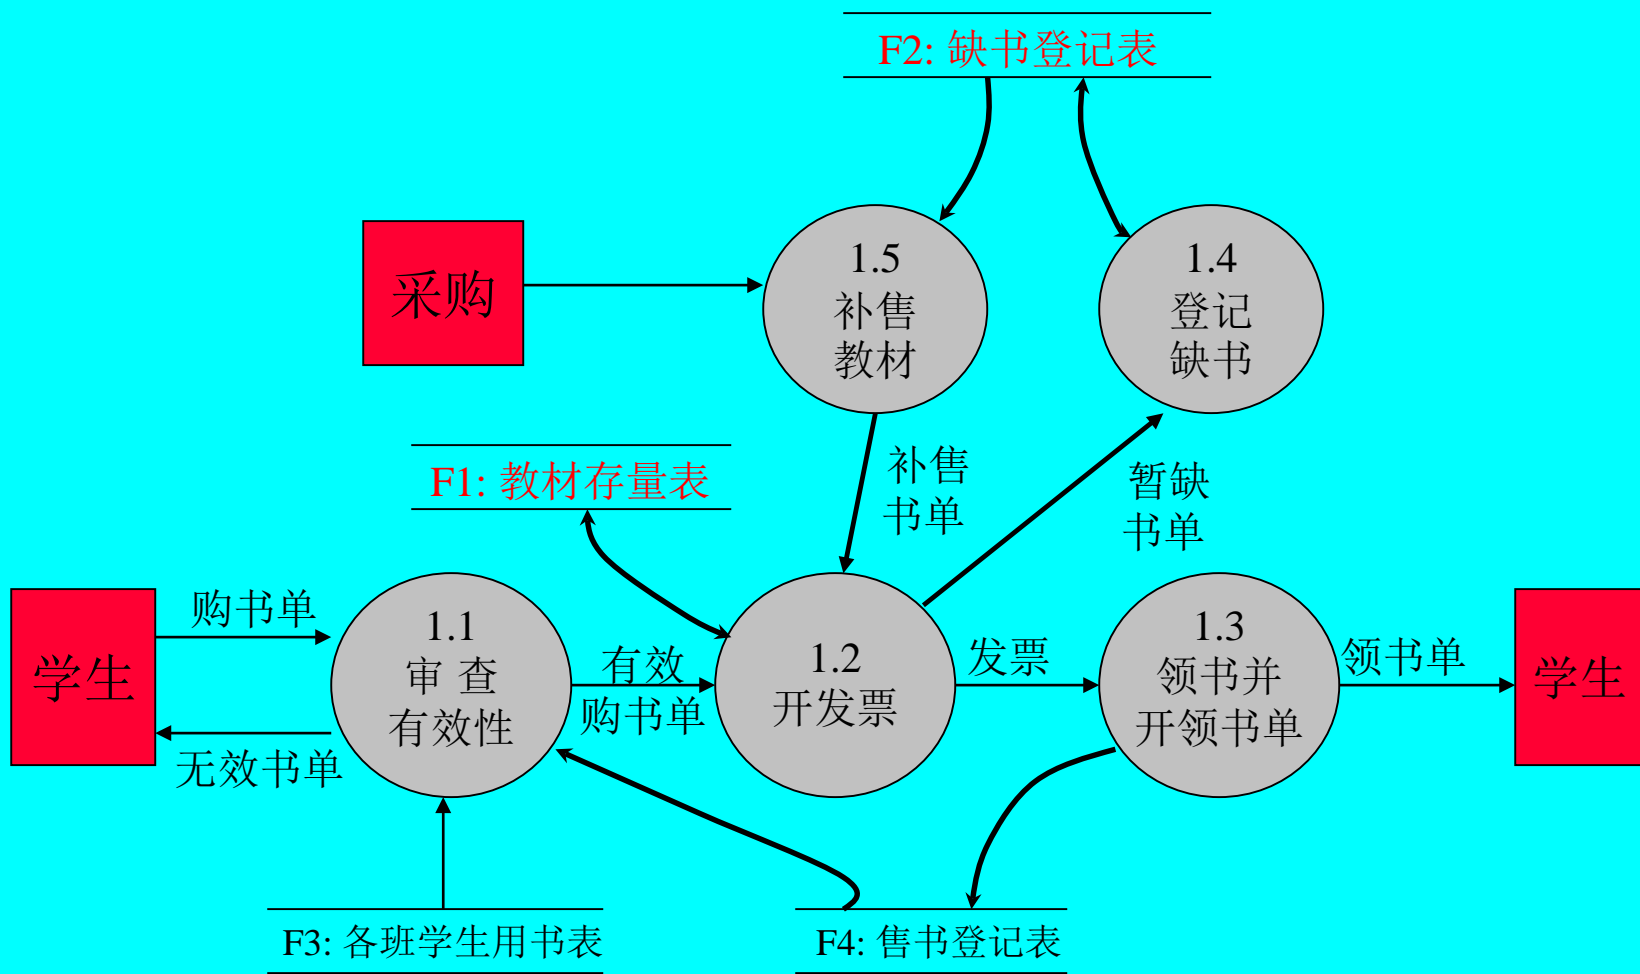 F2: 缺书登记表
采购
1.5
补售
教材
1.4
登记
缺书
F1: 教材存量表
补售
书单
暂缺
书单
学生
购书单
无效书单
1.1
审 查
有效性
有效
购书单
1.2
开发票
发票
1.3
领书并
开领书单
领书单
学生
F3: 各班学生用书表
F4: 售书登记表